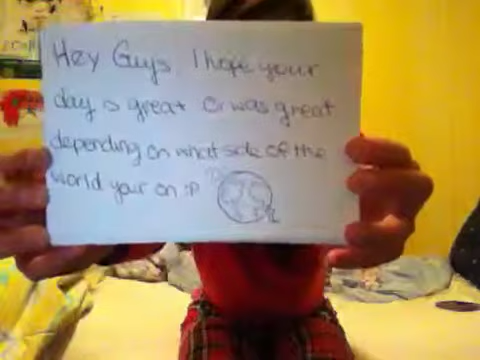 Hey Guys I hope your
day is great or was great
depending on what side of the
world your on :P